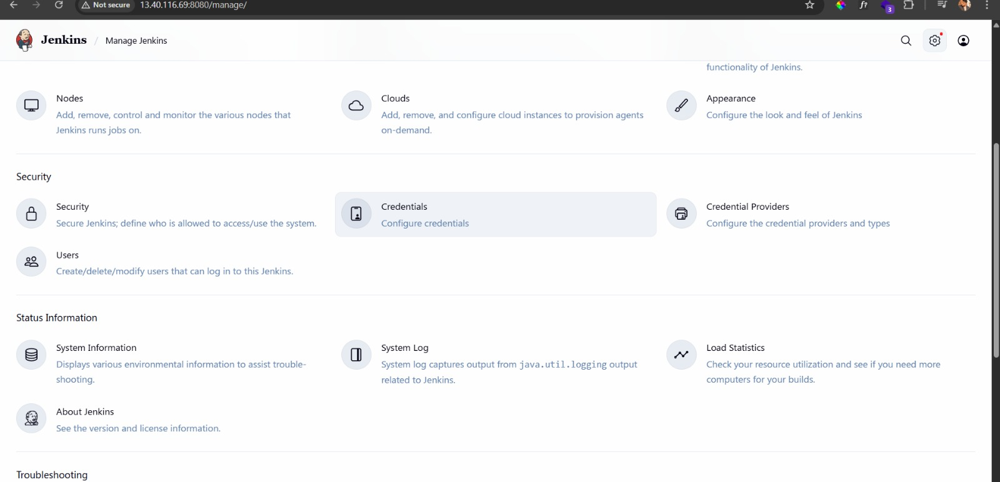 Not secure
13.40.116.69:8080/manage/
3
Jenkins / Manage Jenkins
functionality of Jenkins.
Nodes
Add, remove, control and monitor the various nodes that
Jenkins runs jobs on.
Clouds
Add, remove, and configure cloud instances to provision agents
on-demand.
Appearance
Configure the look and feel of Jenkins
Security
Security
Secure Jenkins; define who is allowed to access/use the system.
Credentials
Configure credentials
Credential Providers
Configure the credential providers and types
Users
Create/delete/modify users that can log in to this Jenkins.
Status Information
System Information
Displays various environmental information to assist trouble-
shooting.
System Log
System log captures output from java.util.logging output
related to Jenkins.
Load Statistics
Check your resource utilization and see if you need more
computers for your builds.
About Jenkins
See the version and license information.
Troubleshooting